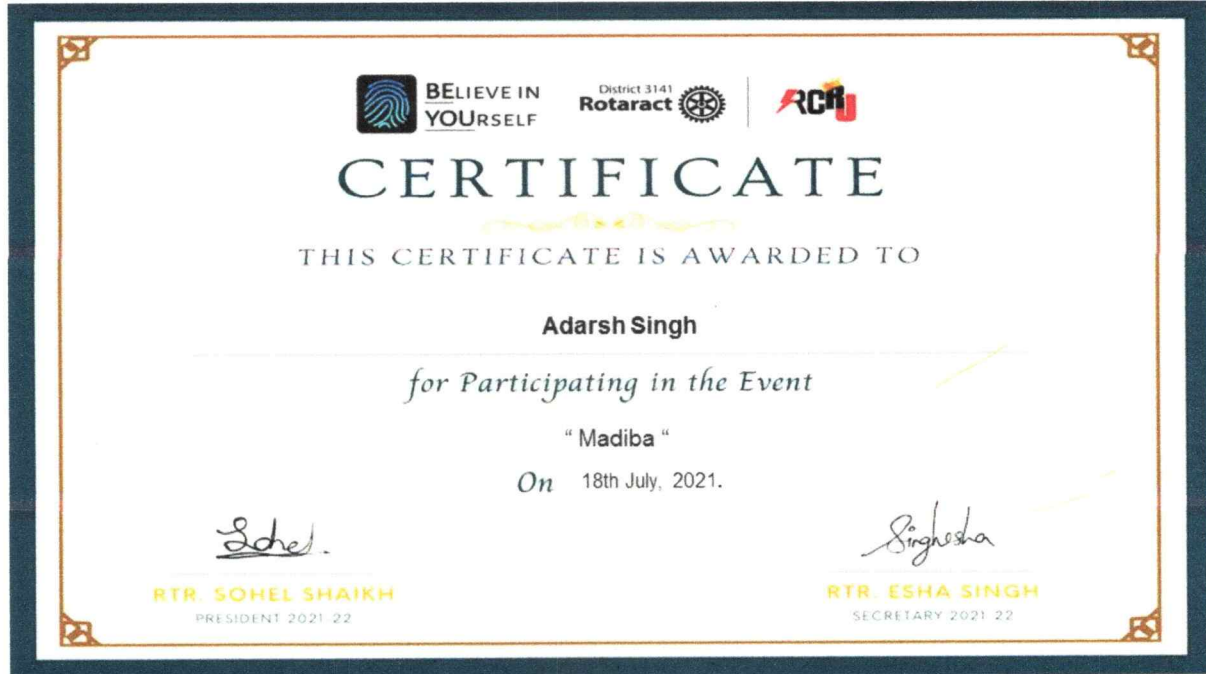 BELIEVE IN
YOURSELF
District 3141
Rotaract
RCRU
CERTIFICATE
THIS CERTIFICATE IS AWARDED TO
Adarsh Singh
for Participating in the Event
“ Madiba “
On 18th July, 2021.
Sohel.
Singhesha
RTR. SOHEL SHAIKH
RTR. ESHA SINGH
PRESIDENT 2021-22
SECRETARY 2021-22